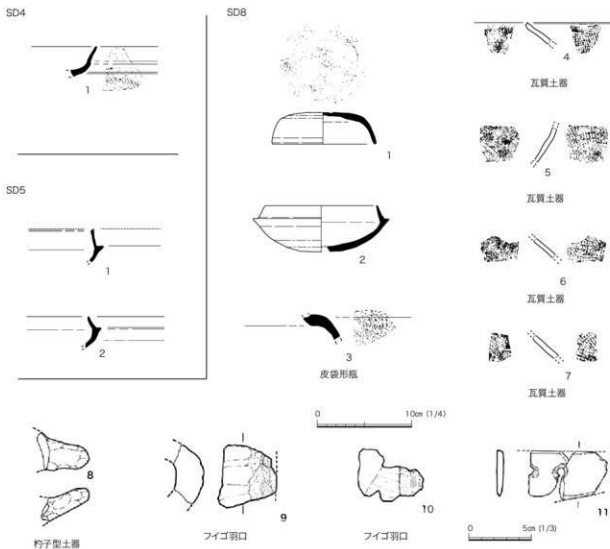 SD4
1
SD5
1
2
SD8
1
2
3
皮袋形瓶
4
瓦質土器
5
瓦質土器
6
瓦質土器
7
瓦質土器
0 10cm (1/4)
8
杓子型土器
9
フイゴ羽口
10
フイゴ羽口
11
0 5cm (1/3)